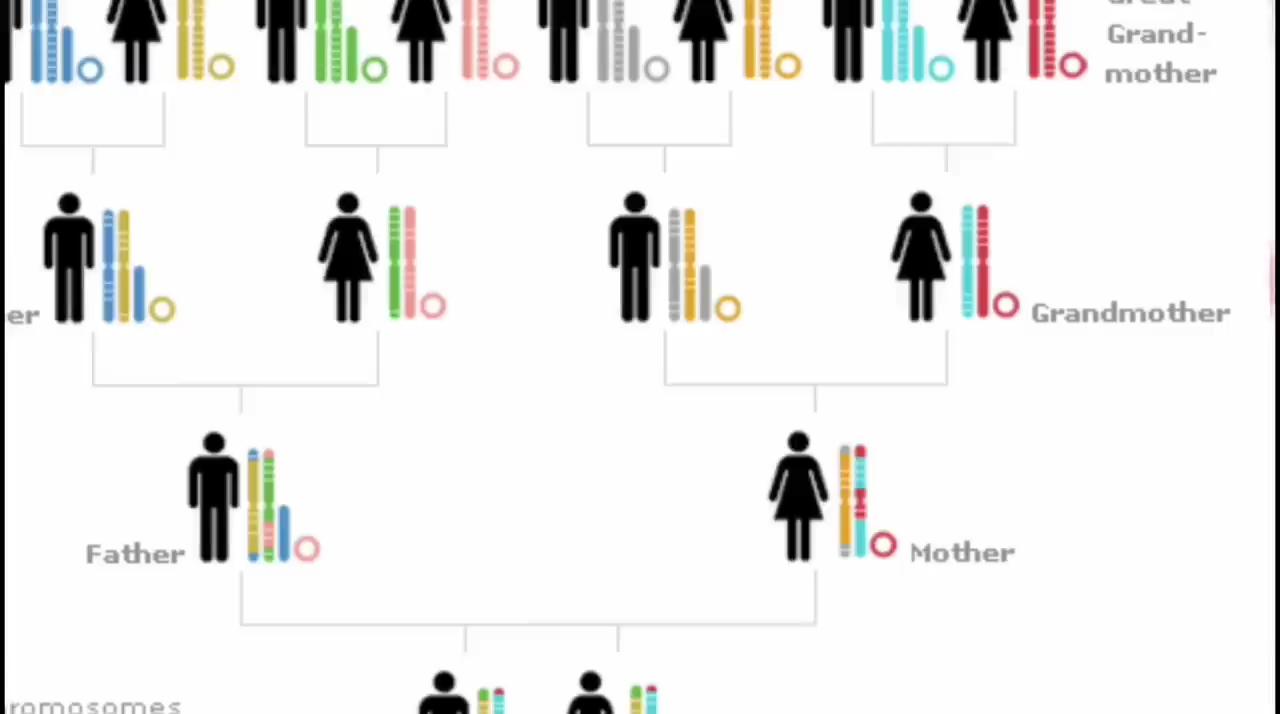 Great
Grand-
mother
er
Grandmother
Father
Mother
romosomes